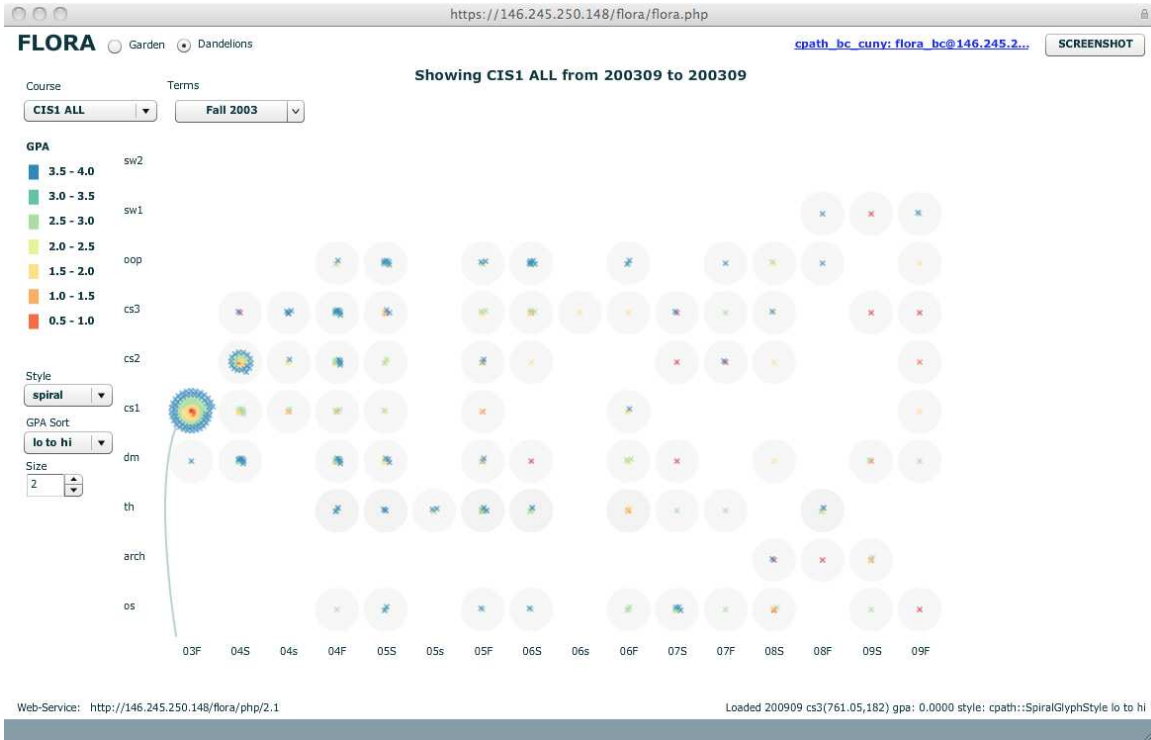 https://146.245.250.148/flora/flora.php
FLORA Garden Dandelions cpath_bc_cuny: flora_bc@146.245.2... SCREENSHOT
Showing CIS1 ALL from 200309 to 200309
Course Terms
CIS1 ALL Fall 2003
GPA
3.5 - 4.0
3.0 - 3.5
2.5 - 3.0
2.0 - 2.5
1.5 - 2.0
1.0 - 1.5
0.5 - 1.0
Style
spiral
GPA Sort
lo to hi
Size
2
sw2
sw1
oop
cs3
cs2
cs1
dm
th
arch
os
03F 04S 04s 04F 05S 05s 05F 06S 06s 06F 07S 07F 08S 08F 09S 09F
Web-Service: http://146.245.250.148/flora/php/2.1 Loaded 200909 cs3(761.05,182) gpa: 0.0000 style: cpath::SpiralGlyphStyle lo to hi